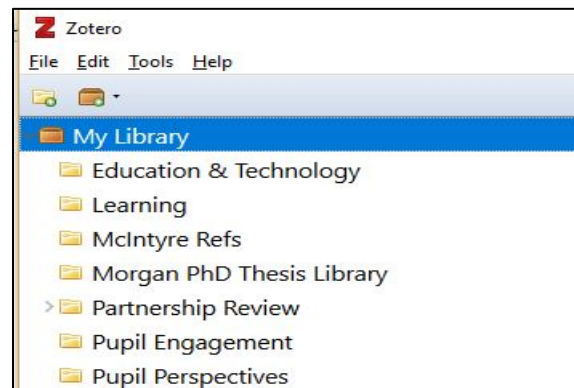 Zotero
File Edit Tools Help
My Library
Education & Technology
Learning
McIntyre Refs
Morgan PhD Thesis Library
Partnership Review
Pupil Engagement
Pupil Perspectives